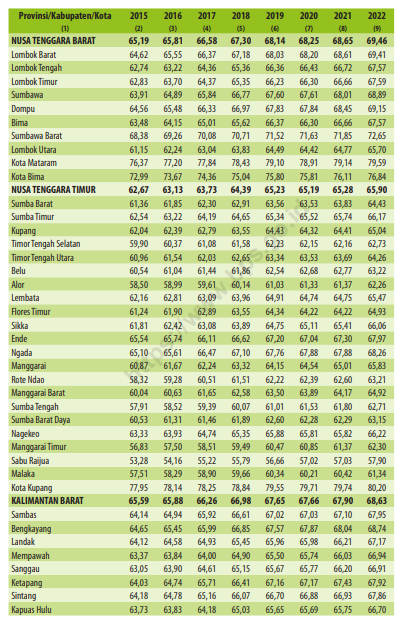 Provinsi/Kabupaten/Kota 2015 2016 2017 2018 2019 2020 2021 2022
(1) (2) (3) (4) (5) (6) (7) (8) (9)
NUSA TENGGARA BARAT 65,19 65,81 66,58 67,30 68,14 68,25 68,65 69,46
Lombok Barat 64,62 65,55 66,37 67,18 68,03 68,20 68,61 69,41
Lombok Tengah 62,74 63,22 64,36 65,36 66,36 66,43 66,72 67,57
Lombok Timur 62,83 63,70 64,37 65,35 66,23 66,30 66,66 67,59
Sumbawa 63,91 64,89 65,84 66,77 67,60 67,61 68,01 68,89
Dompu 64,56 65,48 66,33 66,97 67,83 67,84 68,45 69,15
Bima 63,48 64,15 65,01 65,62 66,37 66,30 66,66 67,57
Sumbawa Barat 68,38 69,26 70,08 70,71 71,52 71,63 71,85 72,65
Lombok Utara 61,15 62,24 63,04 63,83 64,49 64,42 64,77 65,70
Kota Mataram 76,37 77,20 77,84 78,43 79,10 78,91 79,14 79,59
Kota Bima 72,99 73,67 74,36 75,04 75,80 75,81 76,11 76,84
NUSA TENGGARA TIMUR 62,67 63,13 63,73 64,39 65,23 65,19 65,28 65,90
Sumba Barat 61,36 61,85 62,30 62,91 63,56 63,53 63,83 64,43
Sumba Timur 62,54 63,22 64,19 64,65 65,34 65,52 65,74 66,17
Kupang 62,04 62,39 62,79 63,55 64,43 64,32 64,41 65,04
Timor Tengah Selatan 59,90 60,37 61,08 61,58 62,23 62,15 62,16 62,73
Timor Tengah Utara 60,96 61,54 62,03 62,65 63,34 63,53 63,69 64,26
Belu 60,54 61,04 61,44 61,86 62,54 62,68 62,77 63,22
Alor 58,50 58,99 59,61 60,14 61,03 61,33 61,37 62,26
Lembata 62,16 62,81 63,09 63,96 64,91 64,74 64,75 65,47
Flores Timur 61,24 61,90 62,89 63,55 64,34 64,22 64,22 64,93
Sikka 61,81 62,42 63,08 63,89 64,75 65,11 65,41 66,06
Ende 65,54 65,74 66,11 66,62 67,20 67,04 67,30 67,97
Ngada 65,10 65,61 66,47 67,10 67,76 67,88 67,88 68,26
Manggarai 60,87 61,67 62,24 63,32 64,15 64,54 65,01 65,83
Rote Ndao 58,32 59,28 60,51 61,51 62,22 62,39 62,60 63,21
Manggarai Barat 60,04 60,63 61,65 62,58 63,50 63,89 64,17 64,92
Sumba Tengah 57,91 58,52 59,39 60,07 61,01 61,53 61,80 62,71
Sumba Barat Daya 60,53 61,31 61,46 61,89 62,60 62,28 62,29 63,15
Nagekeo 63,33 63,93 64,74 65,35 65,88 65,81 65,82 66,22
Manggarai Timur 56,83 57,50 58,51 59,49 60,47 60,85 61,37 62,30
Sabu Raijua 53,28 54,16 55,22 55,79 56,66 57,02 57,03 57,90
Malaka 57,51 58,29 58,90 59,66 60,34 60,21 60,42 61,34
Kota Kupang 77,95 78,14 78,25 78,84 79,55 79,71 79,74 80,20
KALIMANTAN BARAT 65,59 65,88 66,26 66,98 67,65 67,66 67,90 68,63
Sambas 64,14 64,94 65,92 66,61 67,02 67,03 67,10 67,95
Bengkayang 64,65 65,45 65,99 66,85 67,57 67,87 68,04 68,74
Landak 64,12 64,58 64,93 65,45 65,96 65,98 66,21 67,17
Mempawah 63,37 63,84 64,00 64,90 65,50 65,74 66,03 66,94
Sanggau 63,05 63,90 64,61 65,15 65,67 65,77 66,20 66,91
Ketapang 64,03 64,74 65,71 66,41 67,16 67,17 67,43 67,92
Sintang 64,18 64,78 65,16 66,07 66,70 66,88 66,93 67,86
Kapuas Hulu 63,73 63,83 64,18 65,03 65,65 65,69 65,75 66,70